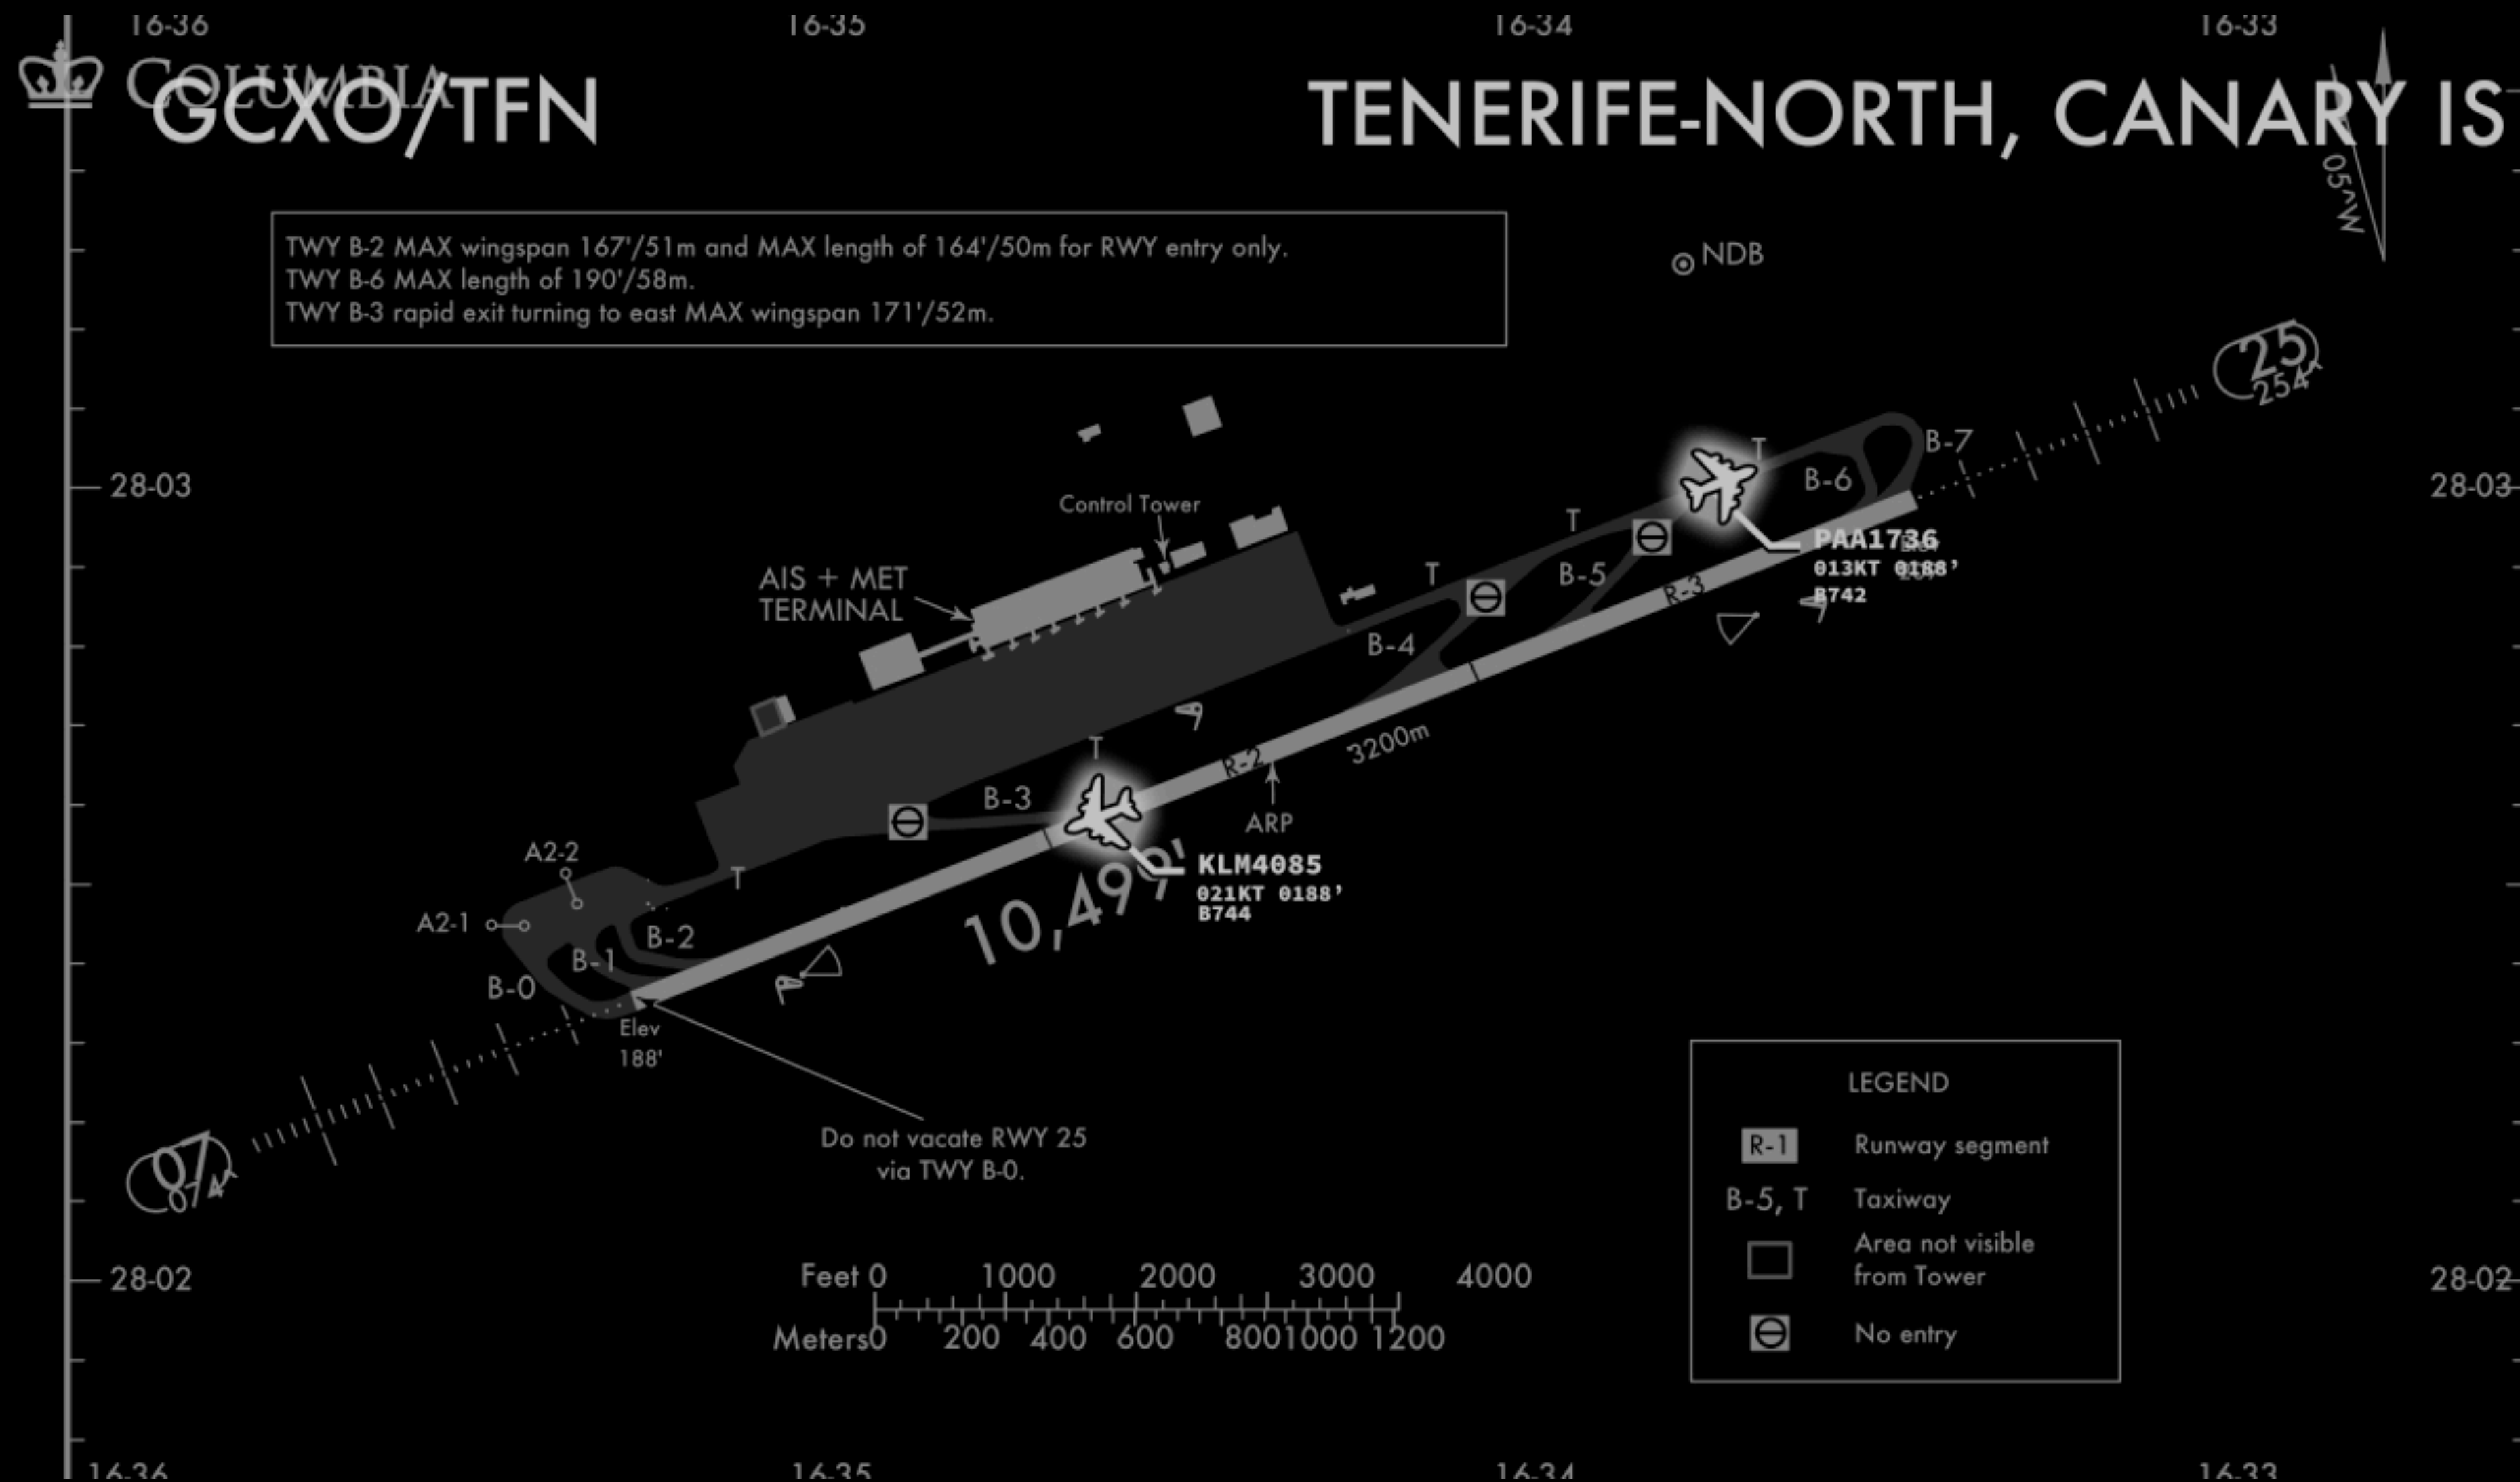 16-36 16-35 16-34 16-33
COLUMBIA
GCXO/TFN TENERIFE-NORTH, CANARY IS
05^W
TWY B-2 MAX wingspan 167'/51m and MAX length of 164'/50m for RWY entry only.
TWY B-6 MAX length of 190'/58m.
TWY B-3 rapid exit turning to east MAX wingspan 171'/52m.
NDB
25
254^
T
B-7
B-6
28-03 28-03
Control Tower
T
PAA1736
Elev
013KT 0188’
B742
AIS + MET
TERMINAL
T
B-5
R-3
B-4
3200m
T
R-2
B-3
ARP
A2-2
KLM4085
021KT 0188’
B744
10,499'
T
A2-1
B-2
B-1
B-0
Elev
188'
Do not vacate RWY 25
via TWY B-0.
07
074^
LEGEND
R-1 Runway segment
B-5, T Taxiway
Area not visible
from Tower
No entry
28-02 28-02
Feet 0 1000 2000 3000 4000
Meters0 200 400 600 800 1000 1200
16-36 16-35 16-34 16-33